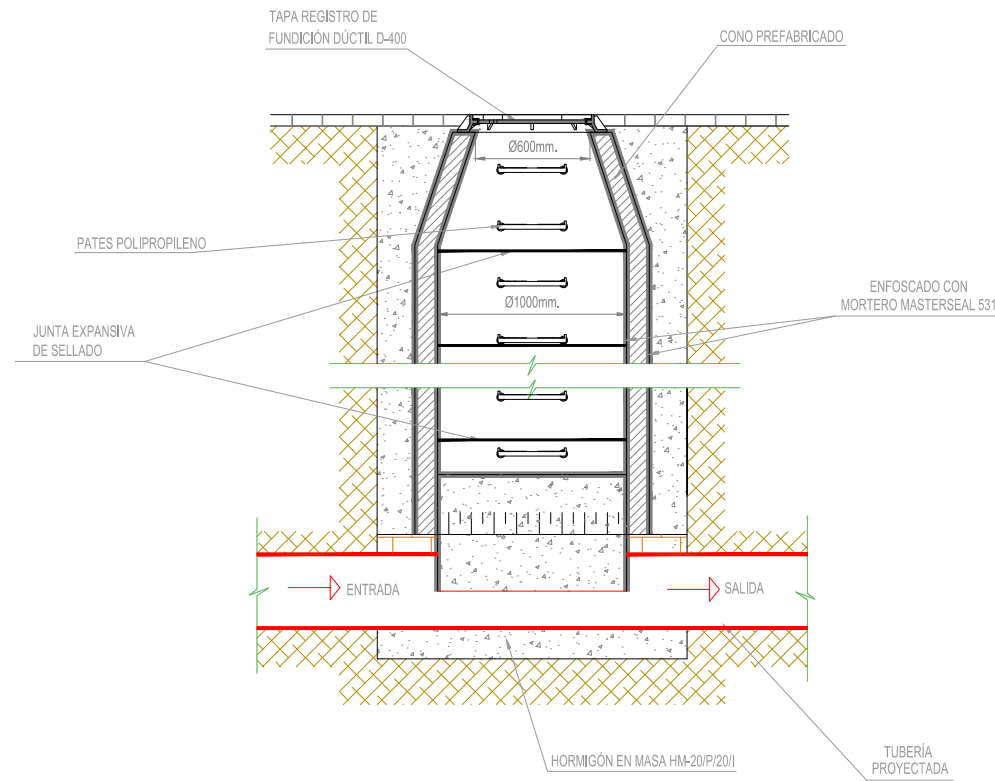 TAPA REGISTRO DE
FUNDICIÓN DÚCTIL D-400
CONO PREFABRICADO
Ø600mm.
PATES POLIPROPILENO
Ø1000mm.
ENFOSCADO CON
MORTERO MASTERSEAL 531
JUNTA EXPANSIVA
DE SELLADO
ENTRADA
SALIDA
HORMIGÓN EN MASA HM-20/P/20/I
TUBERÍA
PROYECTADA